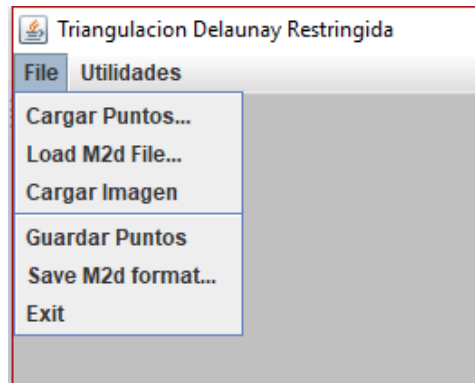 Triangulacion Delaunay Restringida
File Utilidades
Cargar Puntos...
Load M2d File...
Cargar Imagen
Guardar Puntos
Save M2d format...
Exit